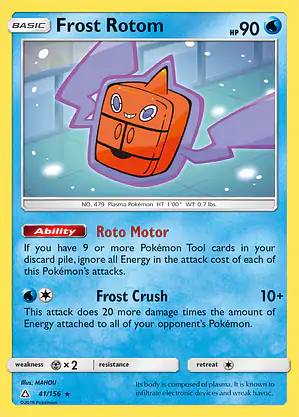 BASIC
Frost Rotom
HP 90
NO. 479 Plasma Pokémon HT: 1'00" WT: 0.7 lbs.
Ability Roto Motor
If you have 9 or more Pokémon Tool cards in your
discard pile, ignore all Energy in the attack cost of each
of this Pokémon's attacks.
Frost Crush 10+
This attack does 20 more damage times the amount of
Energy attached to all of your opponent's Pokémon.
weakness ×2 resistance retreat
Illus. MAHOU
41/156 ★
©2018 Pokémon
Its body is composed of plasma. It is known to
infiltrate electronic devices and wreak havoc.